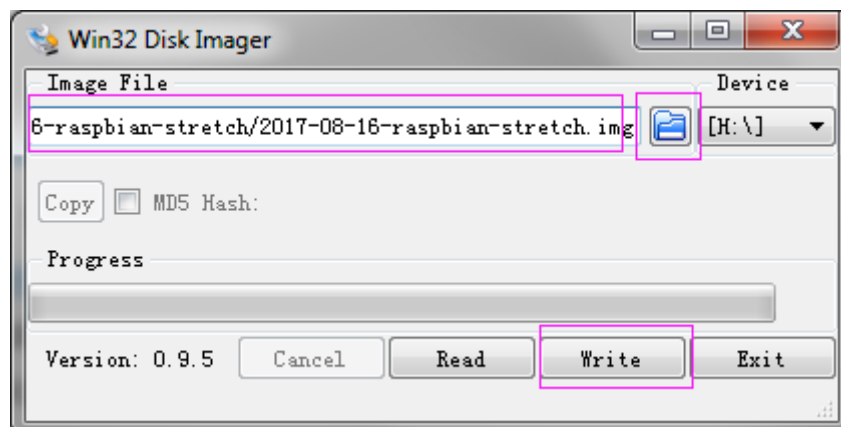 Win32 Disk Imager
Image File
Device
6-raspbian-stretch/2017-08-16-raspbian-stretch.img
[H:\]
Copy
MD5 Hash:
Progress
Version: 0.9.5
Cancel
Read
Write
Exit